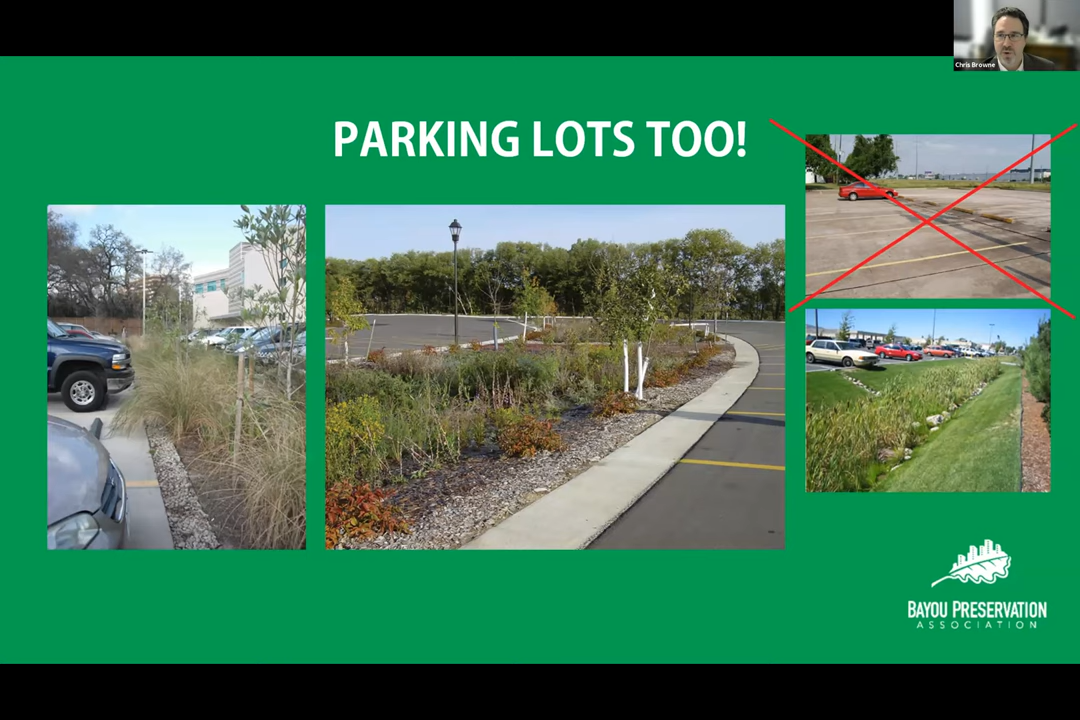 Chris Browne
PARKING LOTS TOO!
BAYOU PRESERVATION
ASSOCIATION